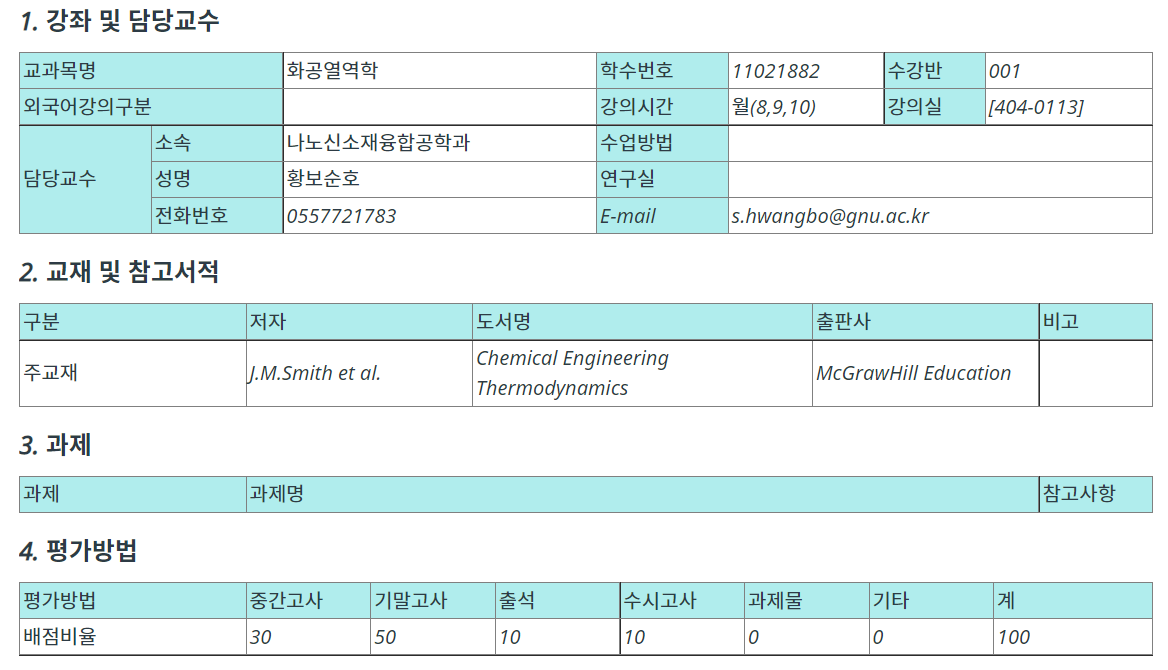 1. 강좌 및 담당교수
교과목명 화공열역학 학수번호 11021882 수강반 001
외국어강의구분 강의시간 월(8,9,10) 강의실 [404-0113]
담당교수 소속 나노신소재융합공학과 수업방법
성명 황보순호 연구실
전화번호 0557721783 E-mail s.hwangbo@gnu.ac.kr
2. 교재 및 참고서적
구분 저자 도서명 출판사 비고
주교재 J.M.Smith et al. Chemical Engineering
Thermodynamics McGrawHill Education
3. 과제
과제 과제명 참고사항
4. 평가방법
평가방법 중간고사 기말고사 출석 수시고사 과제물 기타 계
배점비율 30 50 10 10 0 0 100